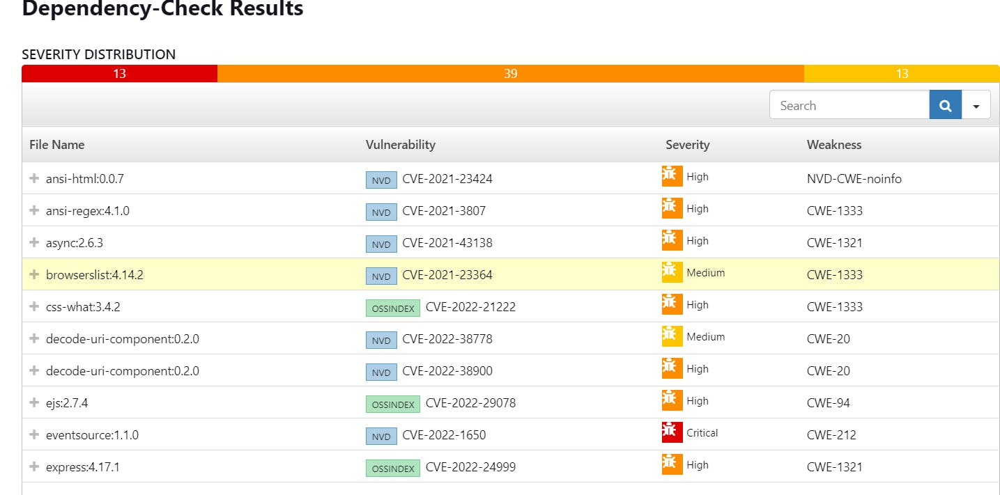 Dependency-Check Results
SEVERITY DISTRIBUTION
13 39 13
Search
File Name Vulnerability Severity Weakness
ansi-html:0.0.7 NVD CVE-2021-23424 High NVD-CWE-noinfo
ansi-regex:4.1.0 NVD CVE-2021-3807 High CWE-1333
async:2.6.3 NVD CVE-2021-43138 High CWE-1321
browserslist:4.14.2 NVD CVE-2021-23364 Medium CWE-1333
css-what:3.4.2 OSSINDEX CVE-2022-21222 High CWE-1333
decode-uri-component:0.2.0 NVD CVE-2022-38778 Medium CWE-20
decode-uri-component:0.2.0 NVD CVE-2022-38900 High CWE-20
ejs:2.7.4 OSSINDEX CVE-2022-29078 High CWE-94
eventsource:1.1.0 NVD CVE-2022-1650 Critical CWE-212
express:4.17.1 OSSINDEX CVE-2022-24999 High CWE-1321